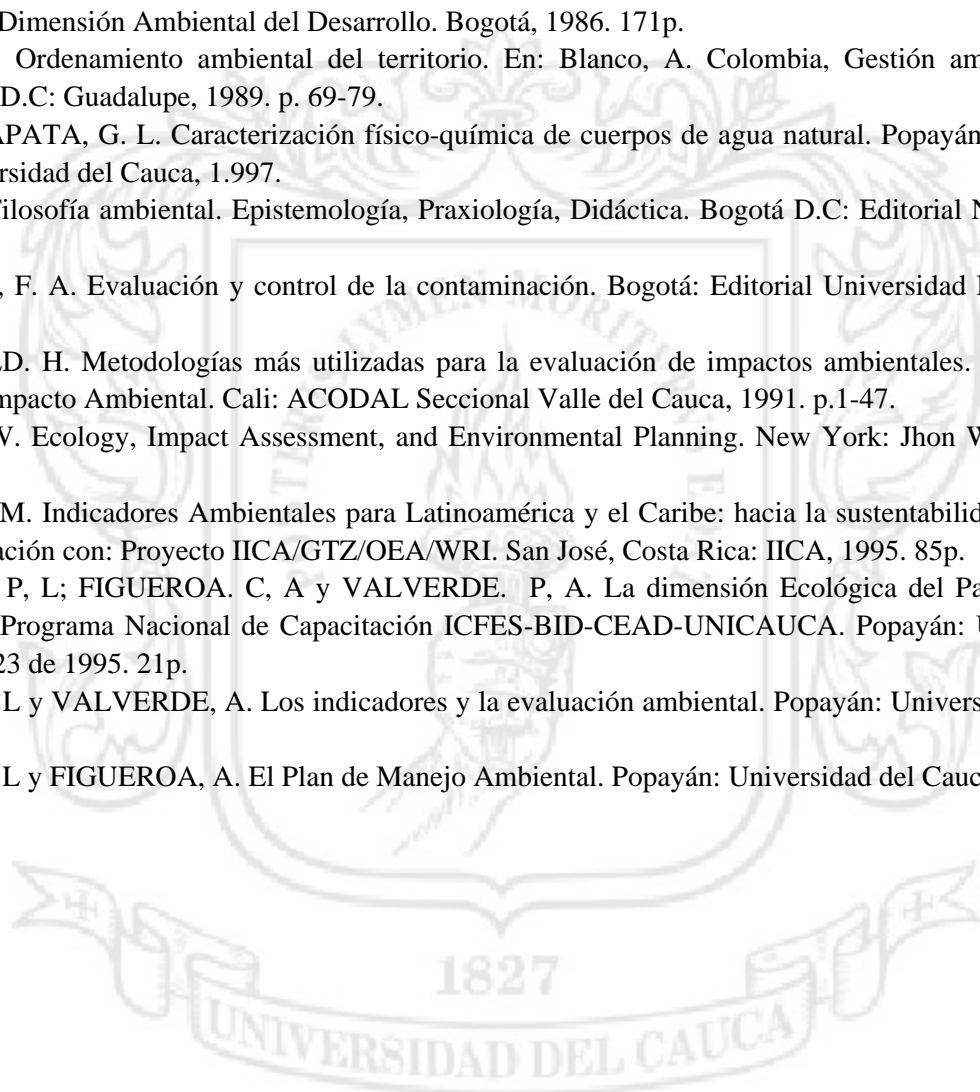 Dimensión Ambiental del Desarrollo. Bogotá, 1986. 171p.
Ordenamiento ambiental del territorio. En: Blanco, A. Colombia, Gestión am
D.C: Guadalupe, 1989. p. 69-79.
APATA, G. L. Caracterización físico-química de cuerpos de agua natural. Popayán
rsidad del Cauca, 1.997.
ilosofía ambiental. Epistemología, Praxiología, Didáctica. Bogotá D.C: Editorial N
, F. A. Evaluación y control de la contaminación. Bogotá: Editorial Universidad
D. H. Metodologías más utilizadas para la evaluación de impactos ambientales.
mpacto Ambiental. Cali: ACODAL Seccional Valle del Cauca, 1991. p.1-47.
W. Ecology, Impact Assessment, and Environmental Planning. New York: Jhon W
M. Indicadores Ambientales para Latinoamérica y el Caribe: hacia la sustentabilid
ación con: Proyecto IICA/GTZ/OEA/WRI. San José, Costa Rica: IICA, 1995. 85p.
P, L; FIGUEROA. C, A y VALVERDE. P, A. La dimensión Ecológica del Pa
Programa Nacional de Capacitación ICFES-BID-CEAD-UNICAUCA. Popayán: U
23 de 1995. 21p.
L y VALVERDE, A. Los indicadores y la evaluación ambiental. Popayán: Univers
L y FIGUEROA, A. El Plan de Manejo Ambiental. Popayán: Universidad del Cauc
1827
UNIVERSIDAD DEL CAUCA